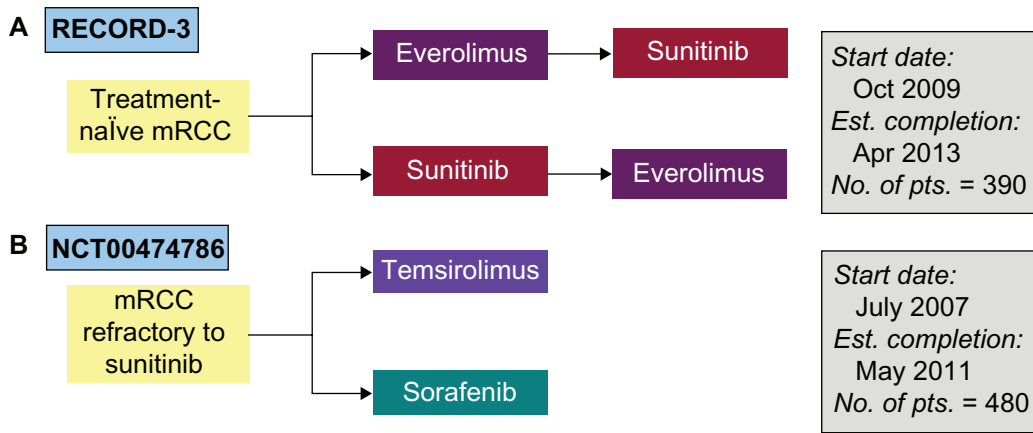 A RECORD-3
Treatment-
naÏve mRCC
Everolimus
Sunitinib
Sunitinib
Everolimus
Start date:
Oct 2009
Est. completion:
Apr 2013
No. of pts. = 390
B NCT00474786
mRCC
refractory to
sunitinib
Temsirolimus
Sorafenib
Start date:
July 2007
Est. completion:
May 2011
No. of pts. = 480